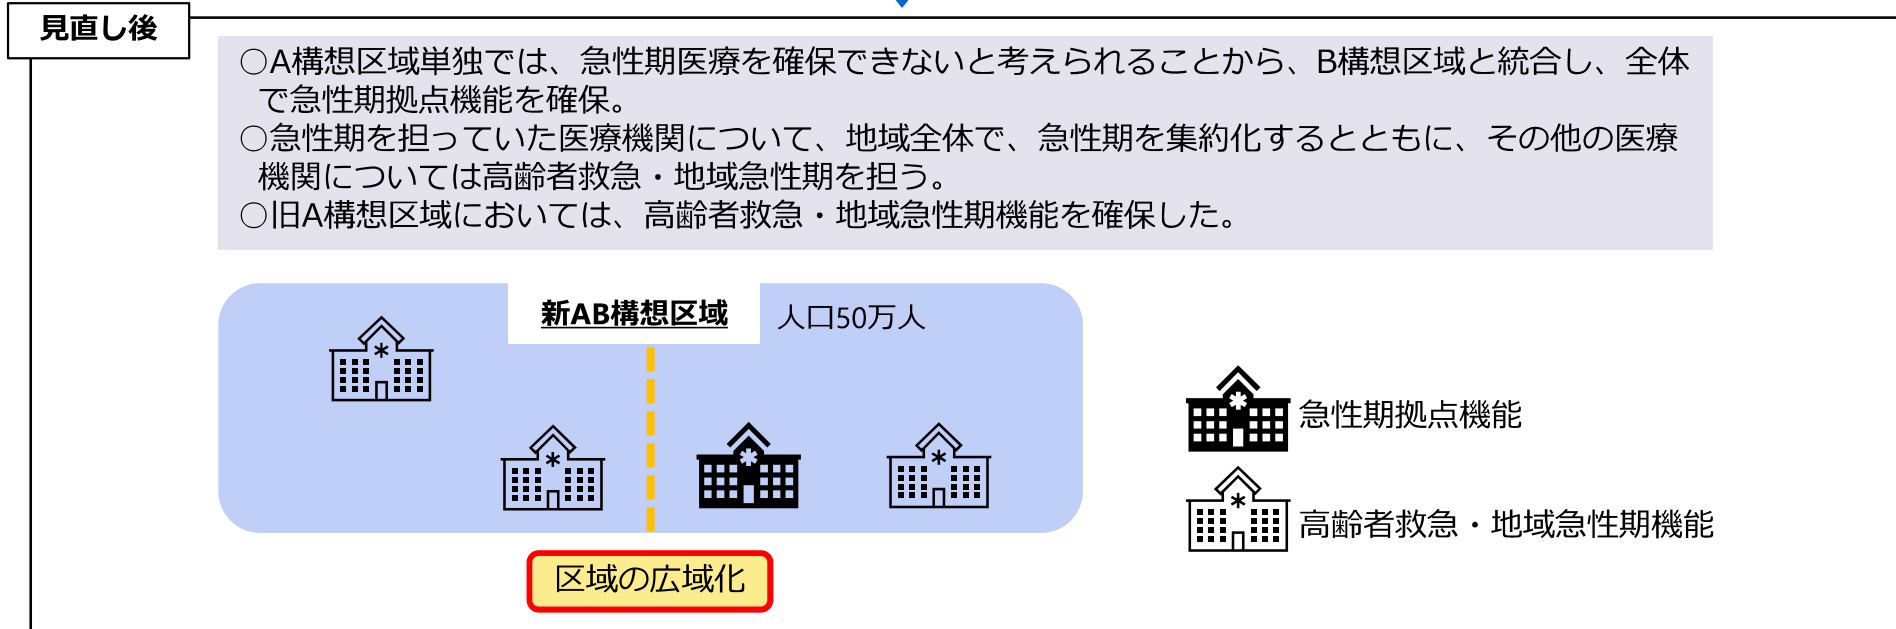 見直し後
○A構想区域単独では、急性期医療を確保できないと考えられることから、B構想区域と統合し、全体
で急性期拠点機能を確保。
○急性期を担っていた医療機関について、地域全体で、急性期を集約化するとともに、その他の医療
機関については高齢者救急・地域急性期を担う。
○旧A構想区域においては、高齢者救急・地域急性期機能を確保した。
新AB構想区域
人口50万人
急性期拠点機能
高齢者救急・地域急性期機能
区域の広域化